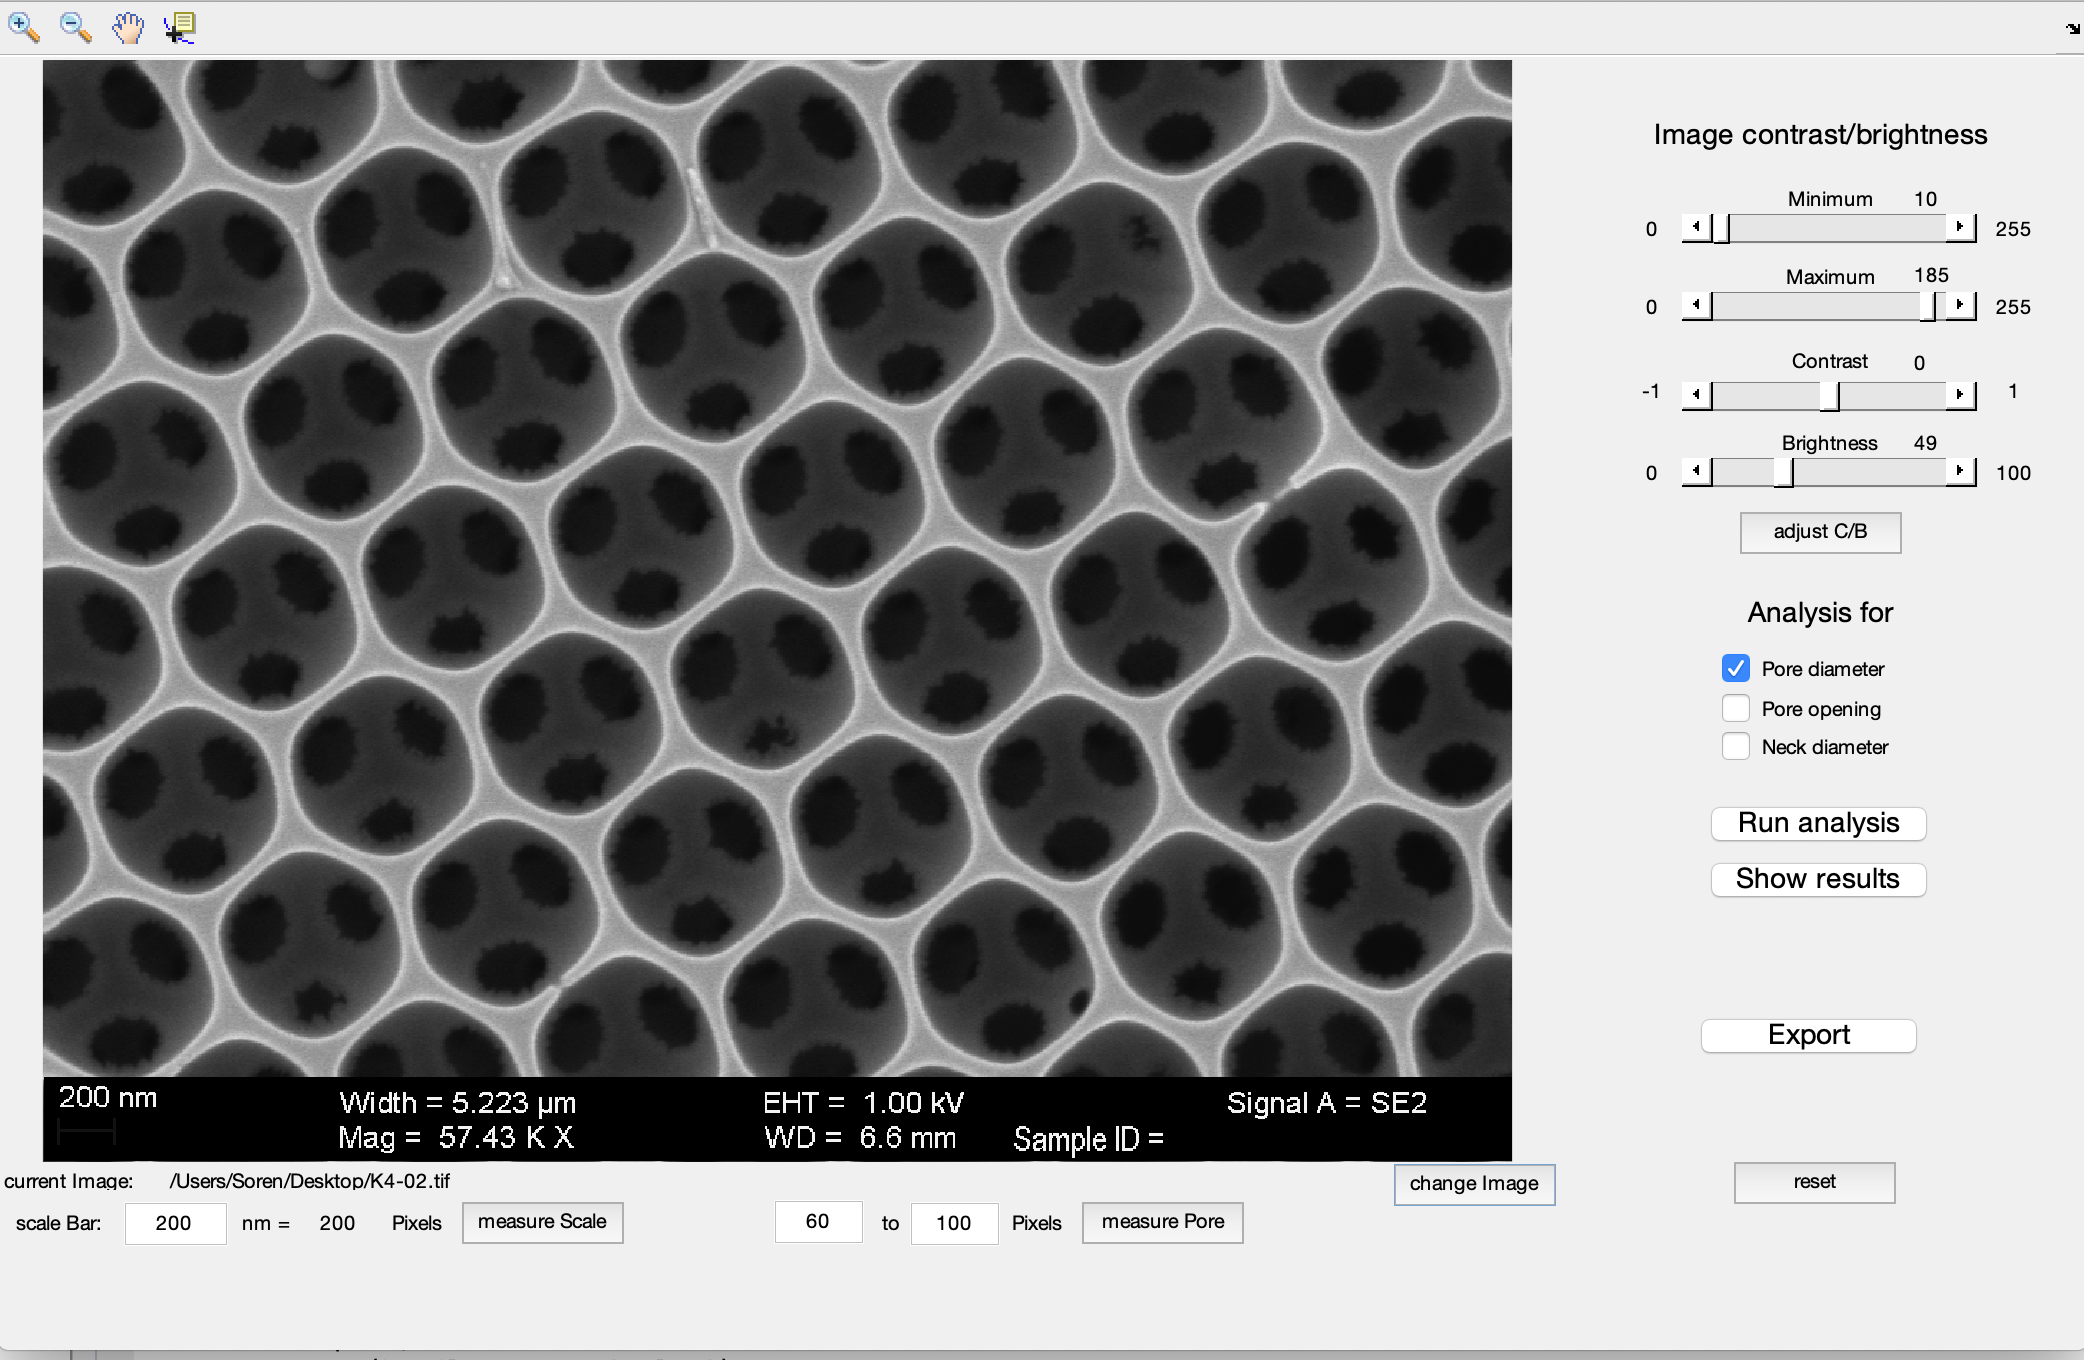 Image contrast/brightness
Minimum 10
0 255
Maximum 185
0 255
Contrast 0
-1 1
Brightness 49
0 100
adjust C/B
Analysis for
Pore diameter
Pore opening
Neck diameter
Run analysis
Show results
Export
200 nm
Width = 5.223 µm
Mag = 57.43 K X
EHT = 1.00 kV
WD = 6.6 mm
Sample ID =
Signal A = SE2
current Image: /Users/Soren/Desktop/K4-02.tif
change Image
reset
scale Bar: 200 nm = 200 Pixels measure Scale
60 to 100 Pixels measure Pore